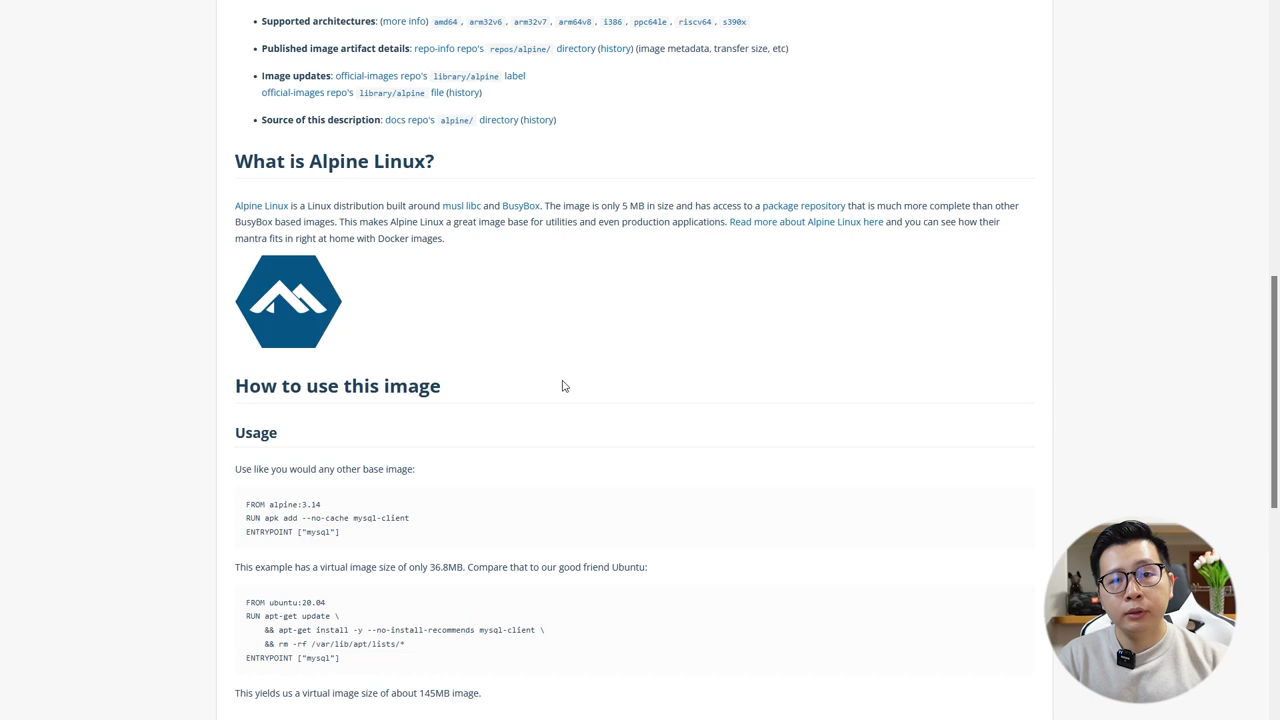 Supported architectures: (more info) amd64 , arm32v6 , arm32v7 , arm64v8 , i386 , ppc64le , riscv64 , s390x
Published image artifact details: repo-info repo's repos/alpine/ directory (history) (image metadata, transfer size, etc)
Image updates: official-images repo's library/alpine label
official-images repo's library/alpine file (history)
Source of this description: docs repo's alpine/ directory (history)
What is Alpine Linux?
Alpine Linux is a Linux distribution built around musl libc and BusyBox. The image is only 5 MB in size and has access to a package repository that is much more complete than other
BusyBox based images. This makes Alpine Linux a great image base for utilities and even production applications. Read more about Alpine Linux here and you can see how their
mantra fits in right at home with Docker images.
How to use this image
Usage
Use like you would any other base image:
FROM alpine:3.14
RUN apk add --no-cache mysql-client
ENTRYPOINT ["mysql"]
This example has a virtual image size of only 36.8MB. Compare that to our good friend Ubuntu:
FROM ubuntu:20.04
RUN apt-get update \
&& apt-get install -y --no-install-recommends mysql-client \
&& rm -rf /var/lib/apt/lists/*
ENTRYPOINT ["mysql"]
This yields us a virtual image size of about 145MB image.